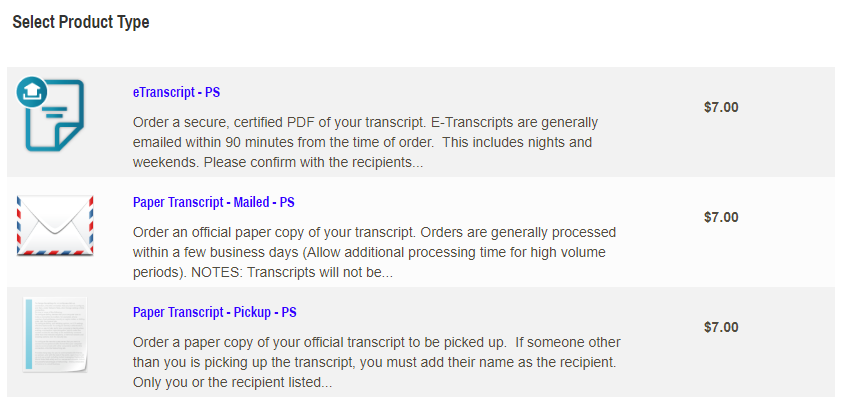 Select Product Type
eTranscript - PS
$7.00
Order a secure, certified PDF of your transcript. E-Transcripts are generally
emailed within 90 minutes from the time of order.  This includes nights and
weekends. Please confirm with the recipients...
Paper Transcript - Mailed - PS
$7.00
Order an official paper copy of your transcript. Orders are generally processed
within a few business days (Allow additional processing time for high volume
periods). NOTES: Transcripts will not be...
Paper Transcript - Pickup - PS
$7.00
Order a paper copy of your official transcript to be picked up.  If someone other
than you is picking up the transcript, you must add their name as the recipient.
Only you or the recipient listed...